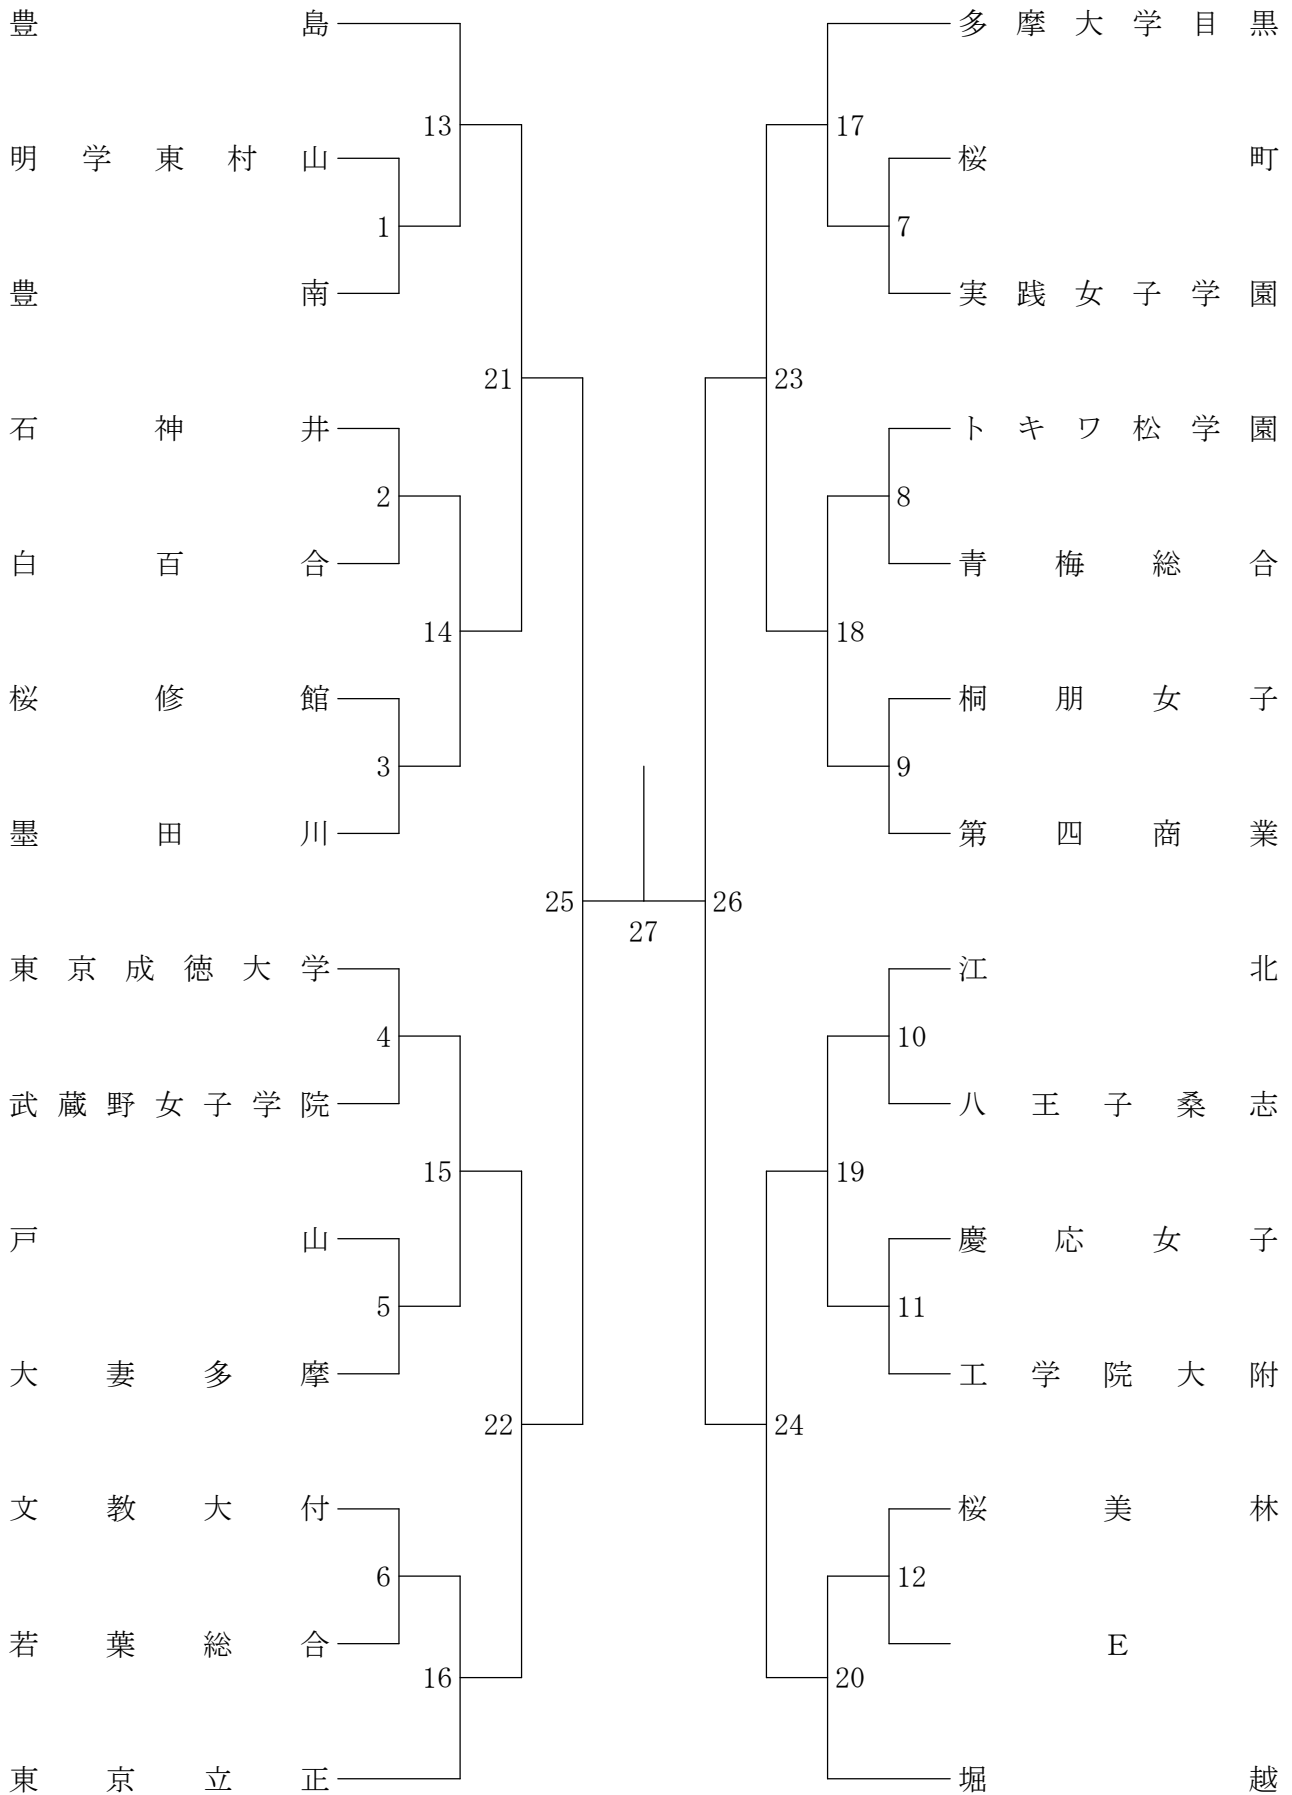 豊島
13
明学東村山
1
豊南
21
石神井
2
白百合
14
桜修館
3
墨田川
25
東京成徳大学
4
武蔵野女子学院
15
戸山
5
大妻多摩
22
文教大付
6
若葉総合
16
東京立正
27
多摩大学目黒
17
桜町
7
実践女子学園
23
トキワ松学園
8
青梅総合
18
桐朋女子
9
第四商業
26
江北
10
八王子桑志
19
慶応女子
11
工学院大附
24
桜美林
12
E
20
堀越